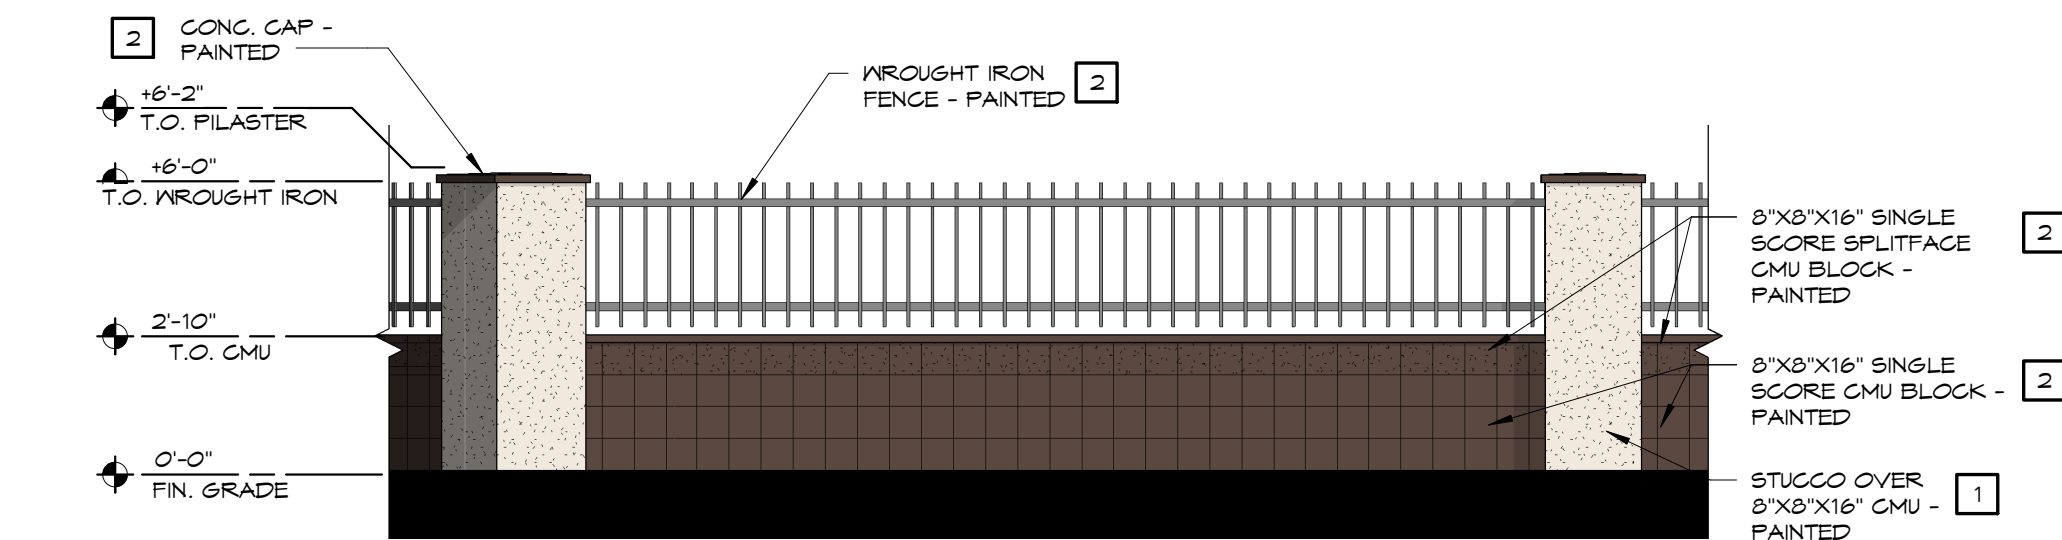 2
CONC. CAP -
PAINTED
+6'-2"
T.O. PILASTER
+6'-0"
T.O. WROUGHT IRON
2'-10"
T.O. CMU
0'-0"
FIN. GRADE
WROUGHT IRON
FENCE - PAINTED
2
8"X8"X16" SINGLE
SCORE SPLITFACE
CMU BLOCK -
PAINTED
2
8"X8"X16" SINGLE
SCORE CMU BLOCK -
PAINTED
2
STUCCO OVER
8"X8"X16" CMU -
PAINTED
1